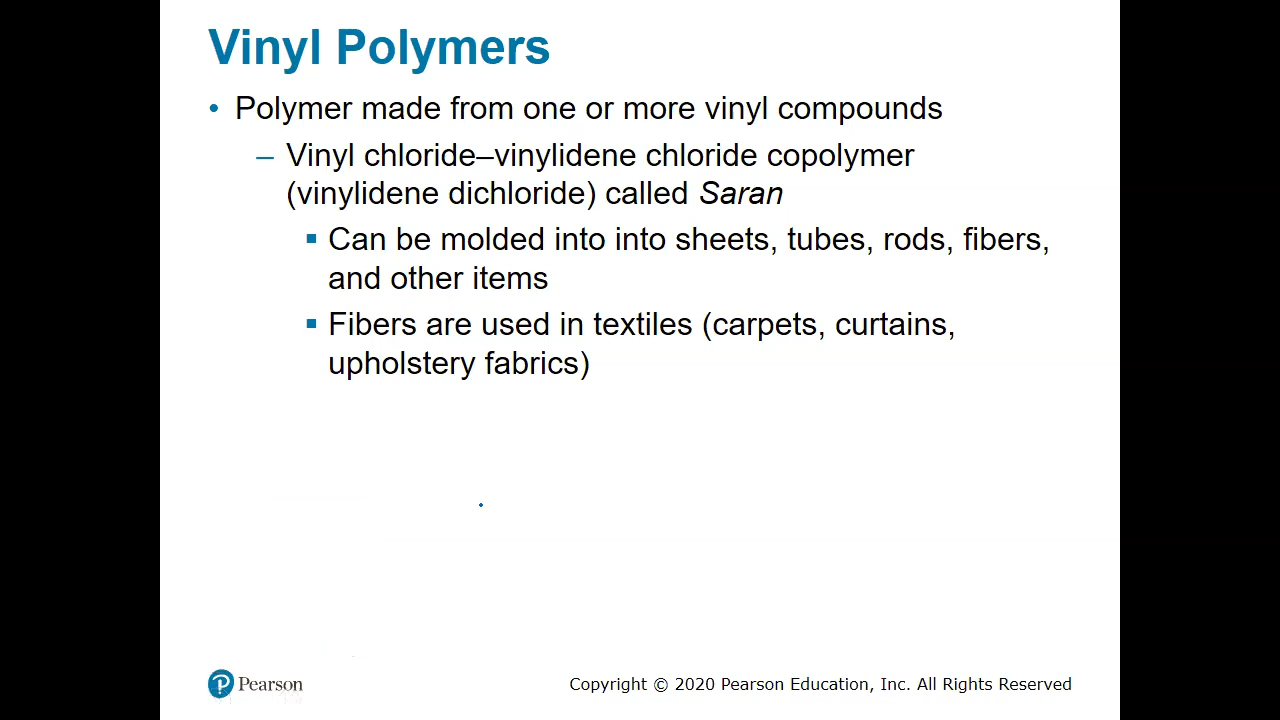 Vinyl Polymers
• Polymer made from one or more vinyl compounds
– Vinyl chloride–vinylidene chloride copolymer
(vinylidene dichloride) called Saran
▪ Can be molded into into sheets, tubes, rods, fibers,
and other items
▪ Fibers are used in textiles (carpets, curtains,
upholstery fabrics)
Pearson
Copyright © 2020 Pearson Education, Inc. All Rights Reserved